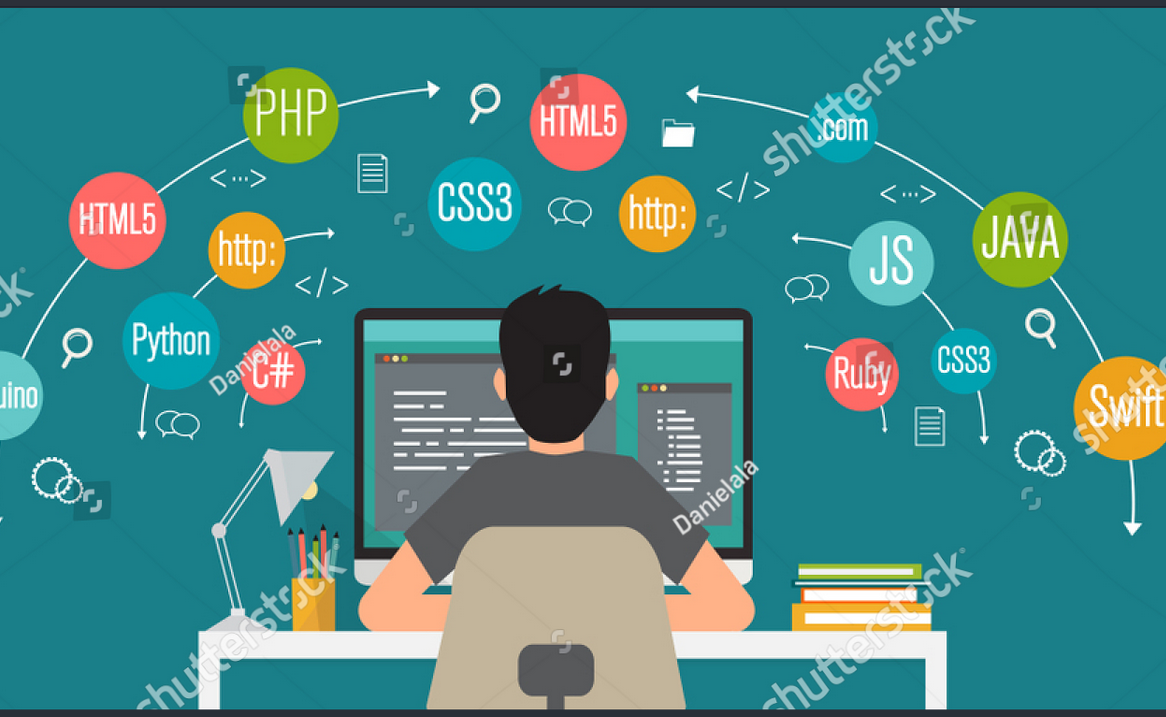 shutterstock
PHP
HTML5
.com
HTML5
CSS3
http:
JAVA
http:
JS
Python
C#
Ruby
CSS3
Swift
Danielala
Danielala
shutterstock
shutterstock